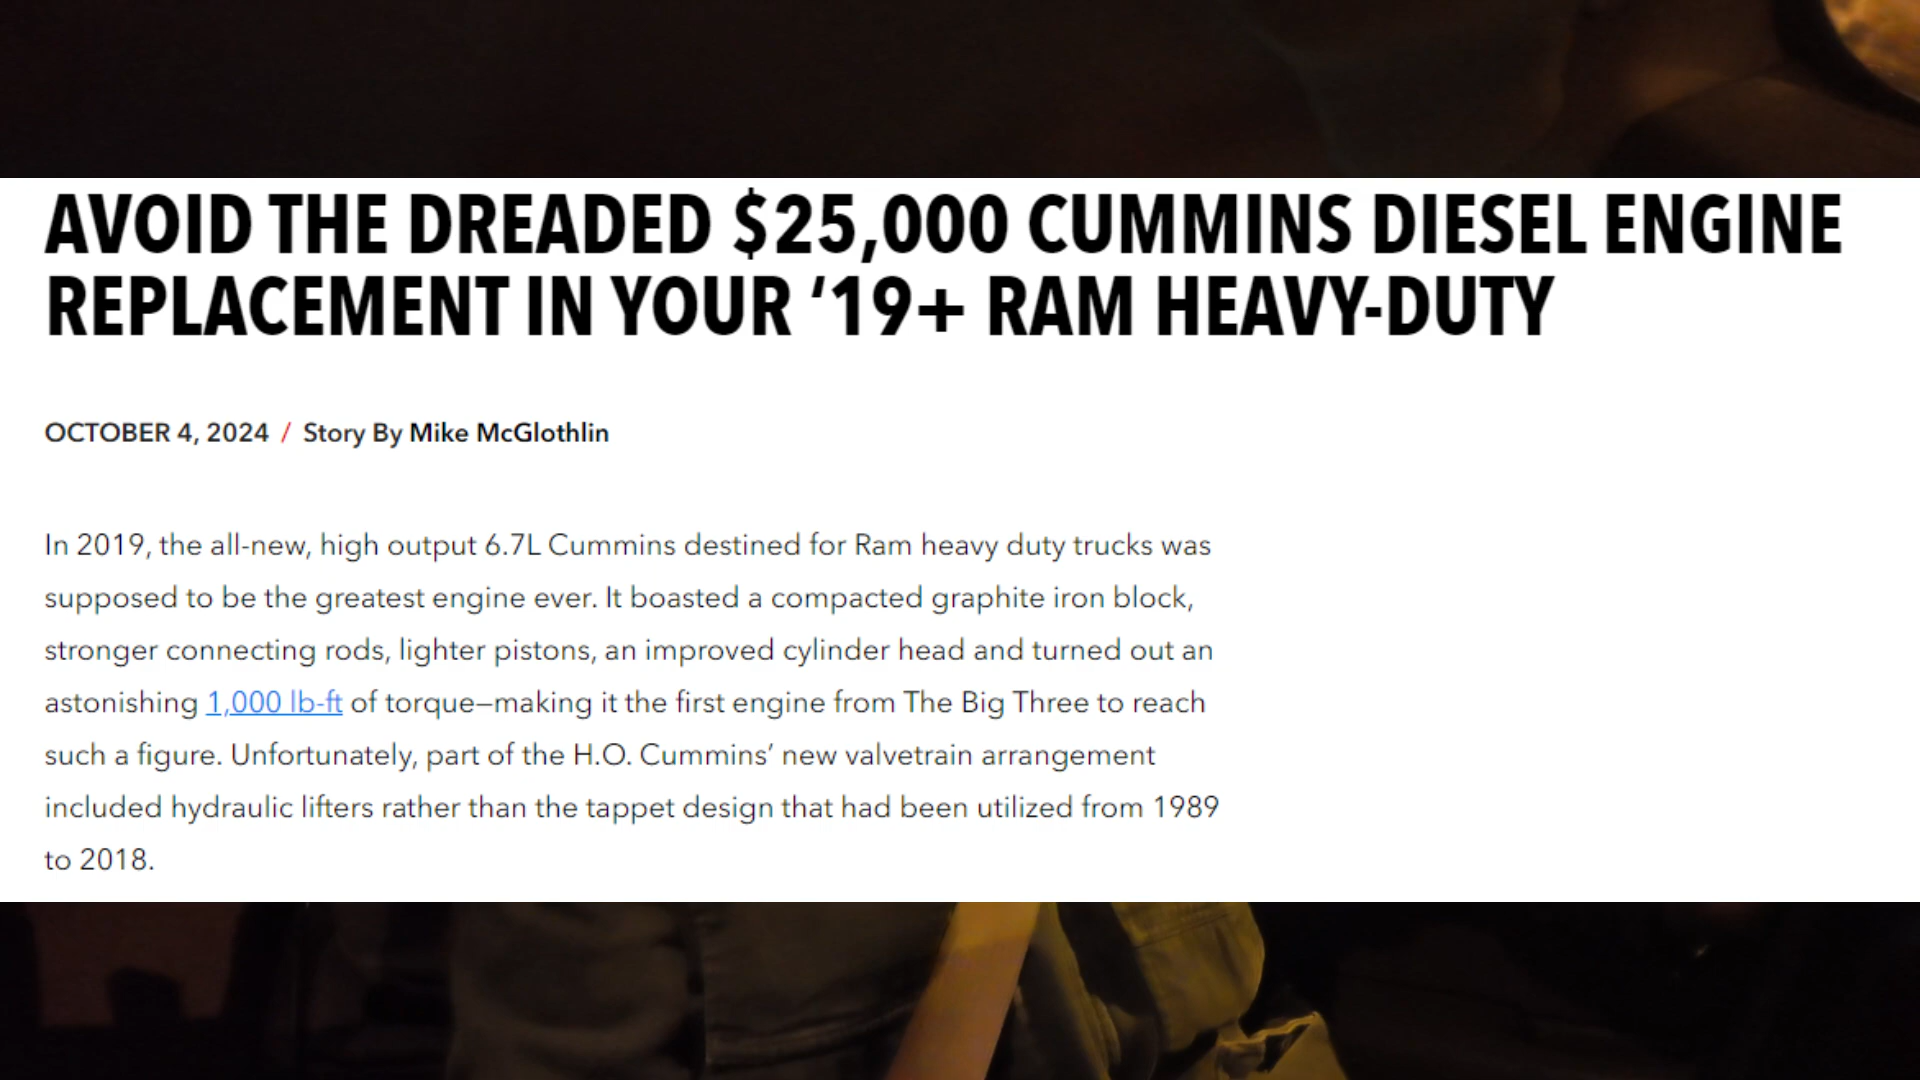 AVOID THE DREADED $25,000 CUMMINS DIESEL ENGINE
REPLACEMENT IN YOUR ‘19+ RAM HEAVY-DUTY
OCTOBER 4, 2024 / Story By Mike McGlothlin
In 2019, the all-new, high output 6.7L Cummins destined for Ram heavy duty trucks was
supposed to be the greatest engine ever. It boasted a compacted graphite iron block,
stronger connecting rods, lighter pistons, an improved cylinder head and turned out an
astonishing 1,000 lb-ft of torque—making it the first engine from The Big Three to reach
such a figure. Unfortunately, part of the H.O. Cummins’ new valvetrain arrangement
included hydraulic lifters rather than the tappet design that had been utilized from 1989
to 2018.